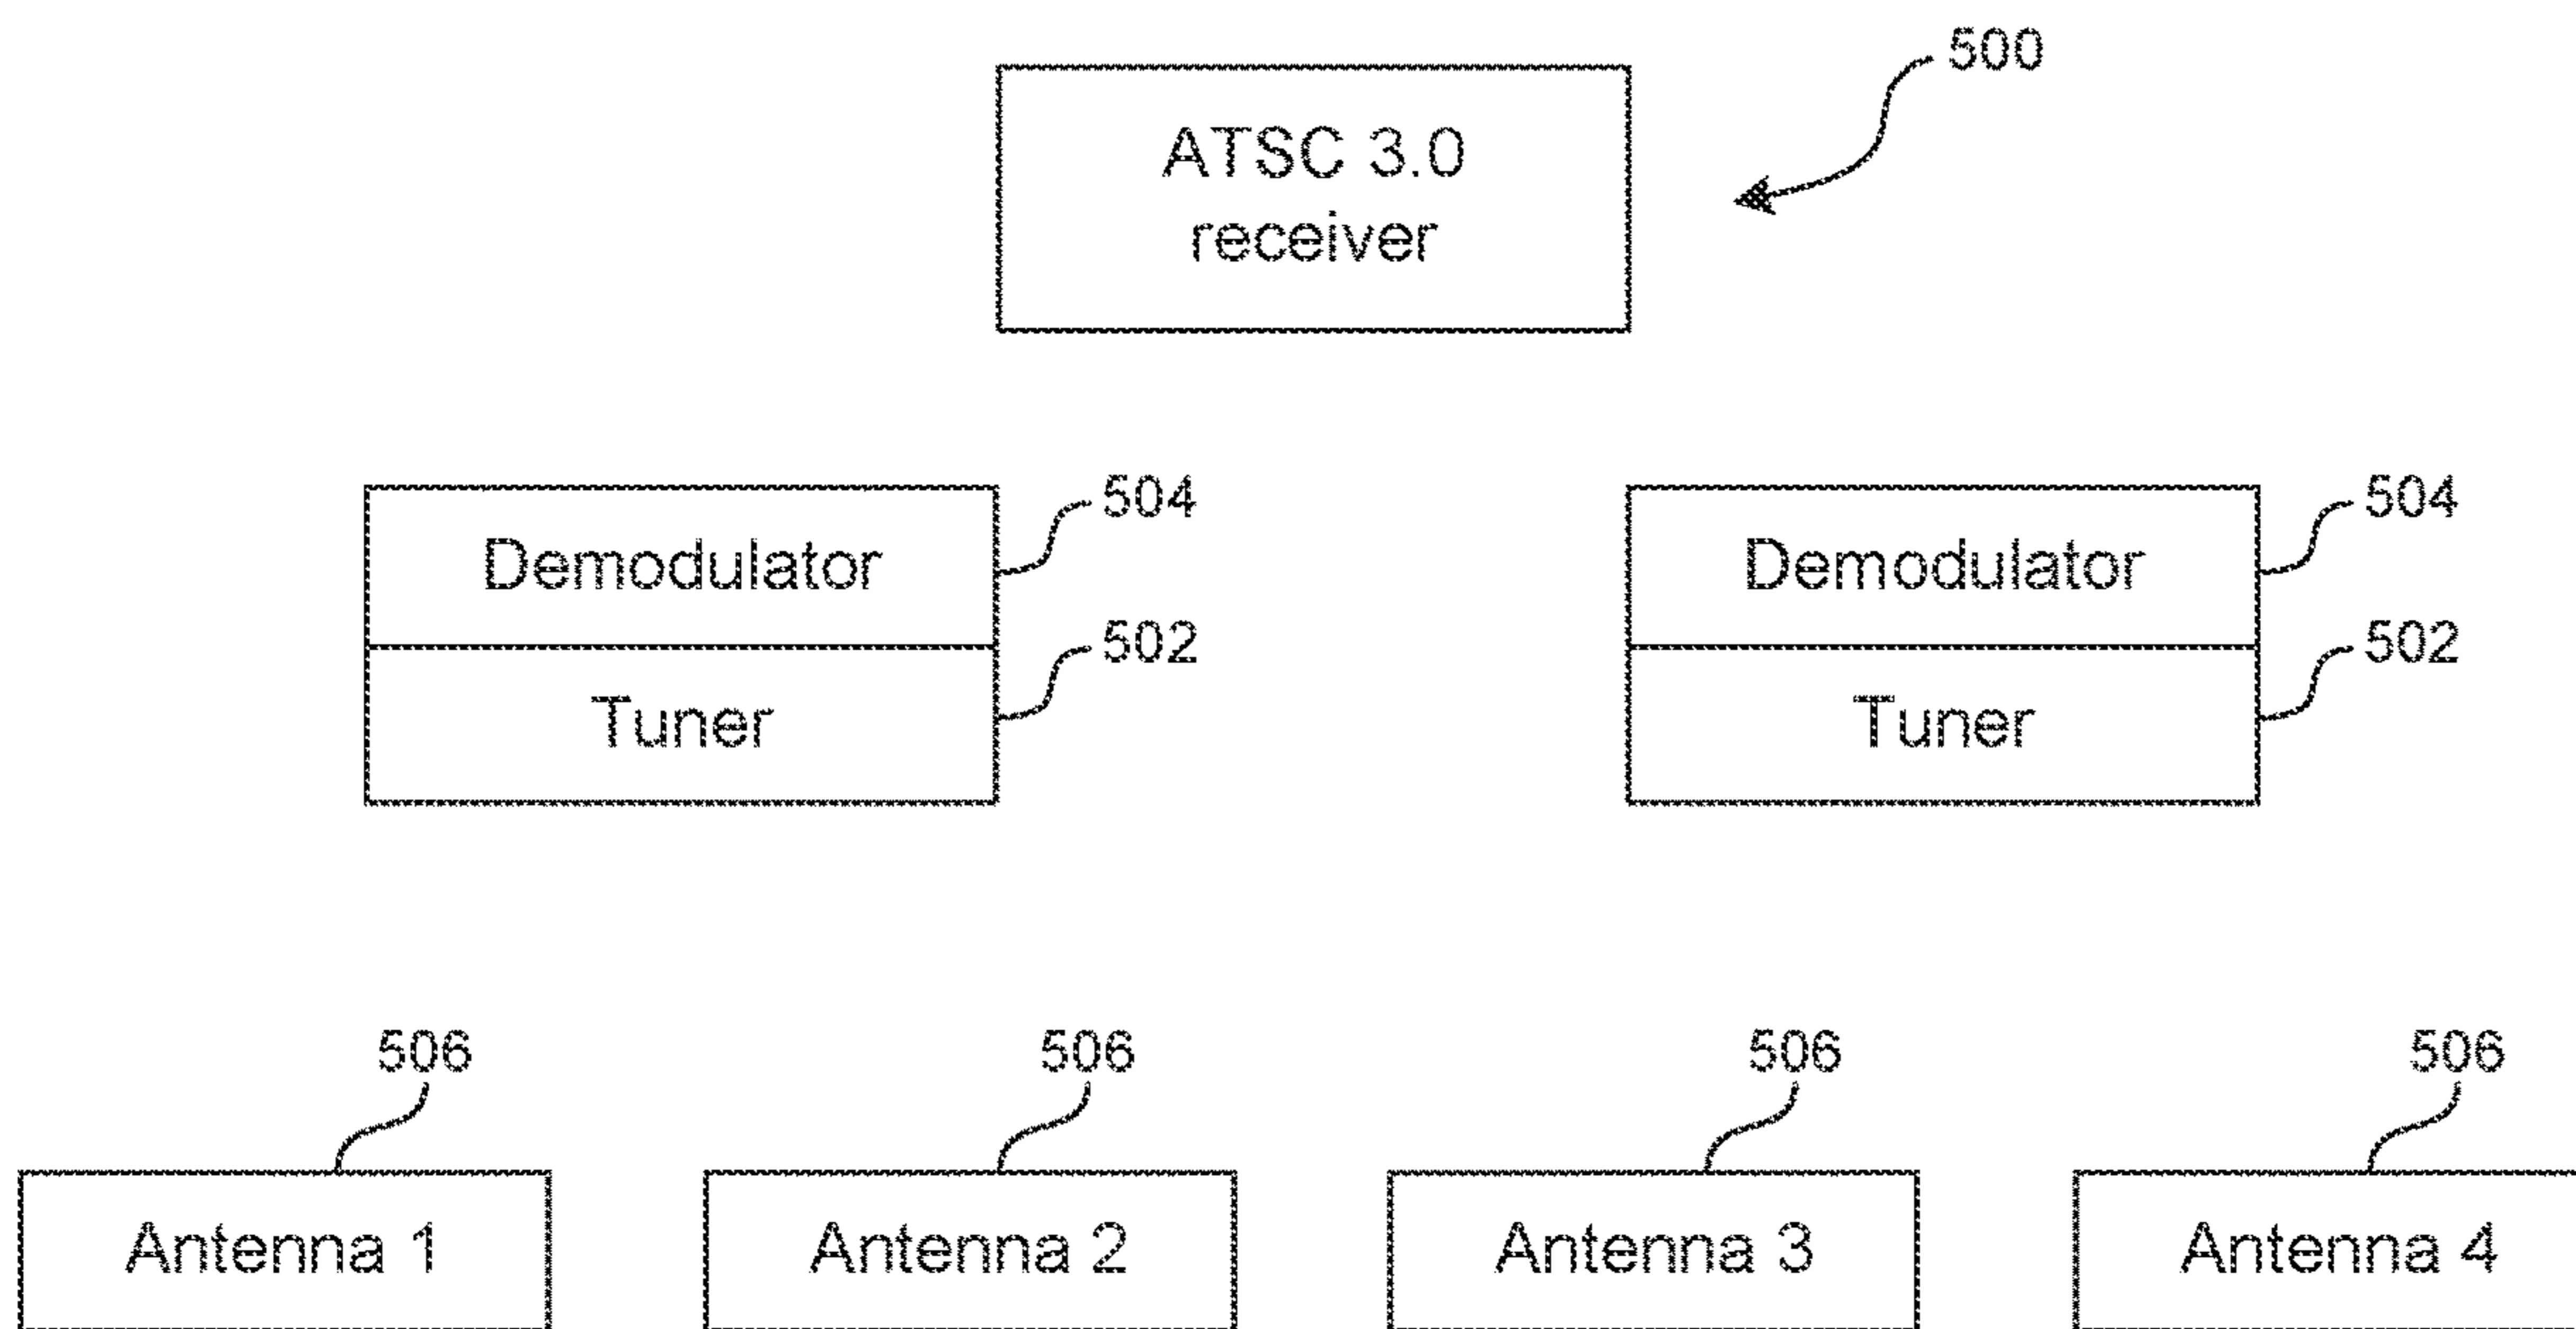 500
ATSC 3.0
receiver
504
504
Demodulator
Demodulator
502
502
Tuner
Tuner
506
506
506
506
Antenna 1
Antenna 2
Antenna 3
Antenna 4